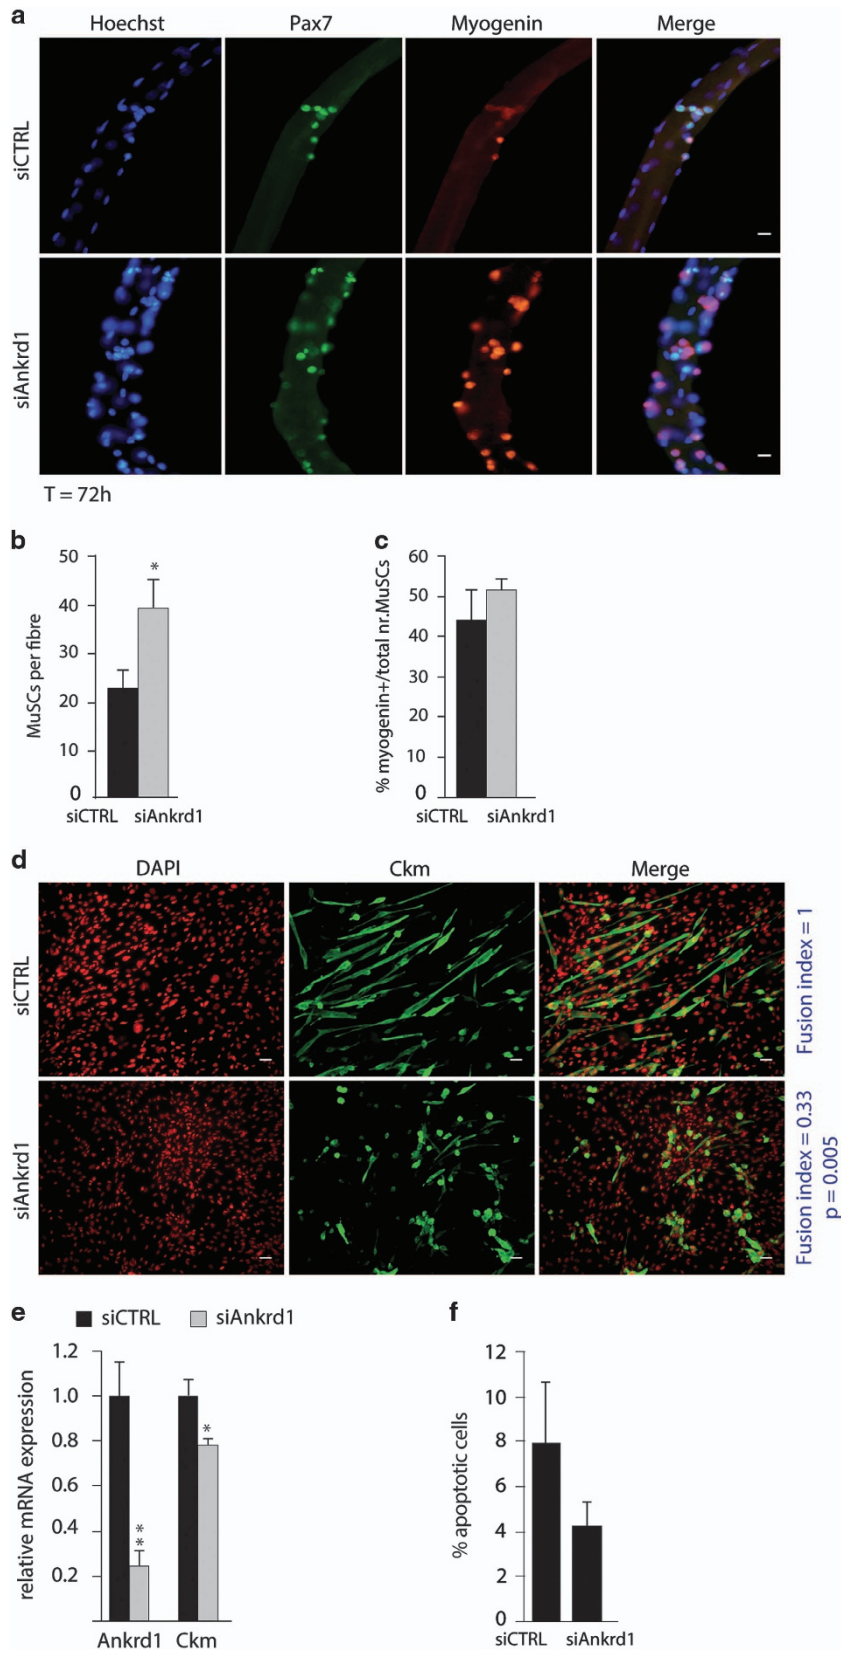 a
Hoechst Pax7 Myogenin Merge
siCTRL
siAnkrd1
T = 72h
b
MuSCs per fibre
50
40
30
20
10
0
*
siCTRL siAnkrd1
c
% myogenin+/total nr.MuSCs
60
50
40
30
20
10
0
siCTRL siAnkrd1
d
DAPI Ckm Merge
siCTRL
Fusion index = 1
siAnkrd1
Fusion index = 0.33
p = 0.005
e
siCTRL siAnkrd1
relative mRNA expression
1.2
1.0
0.8
0.6
0.4
0.2
**
*
Ankrd1 Ckm
f
% apoptotic cells
12
10
8
6
4
2
0
siCTRL siAnkrd1